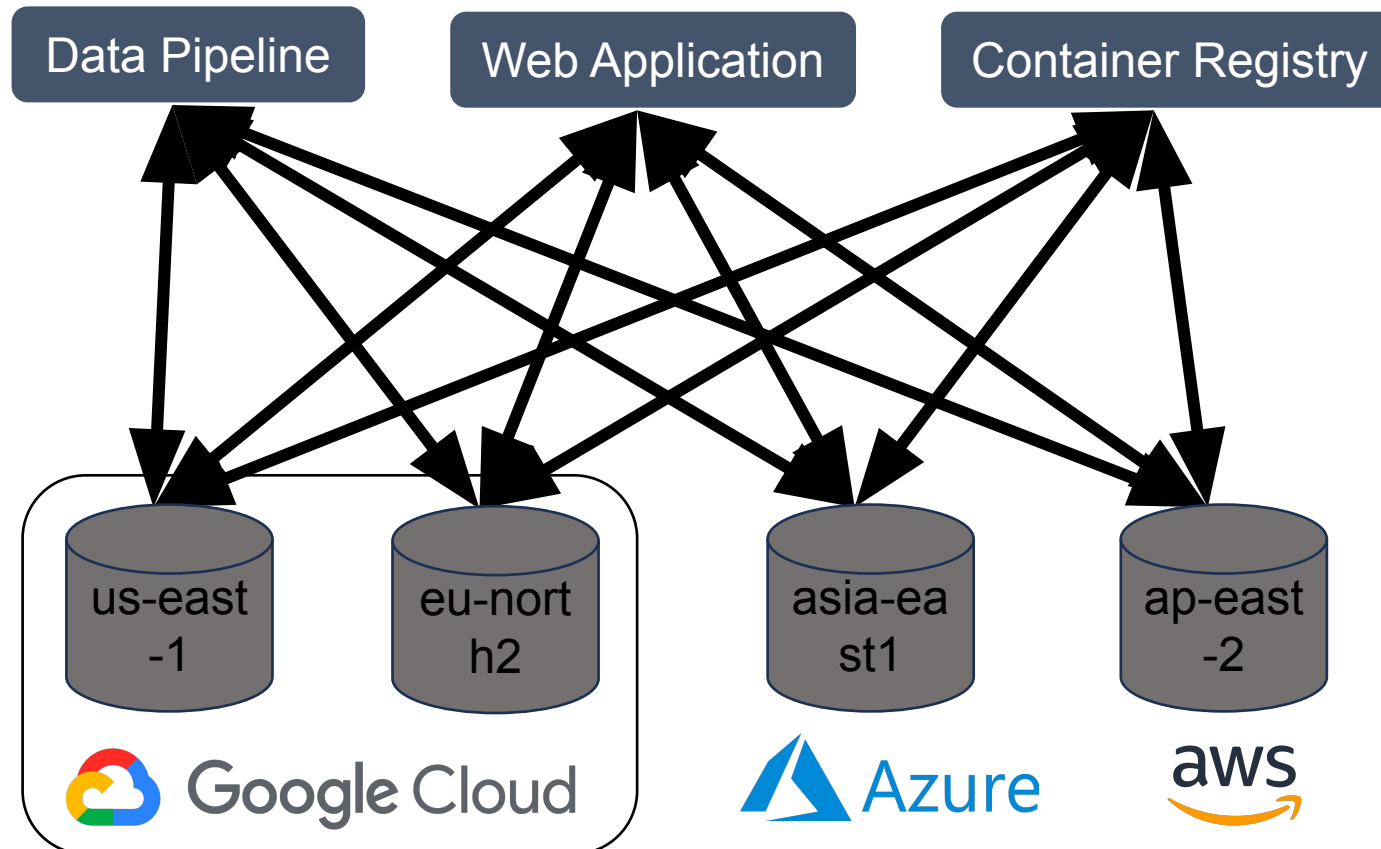 Data Pipeline
Web Application
Container Registry
us-east
-1
eu-nort
h2
asia-ea
st1
ap-east
-2
Google Cloud
Azure
aws